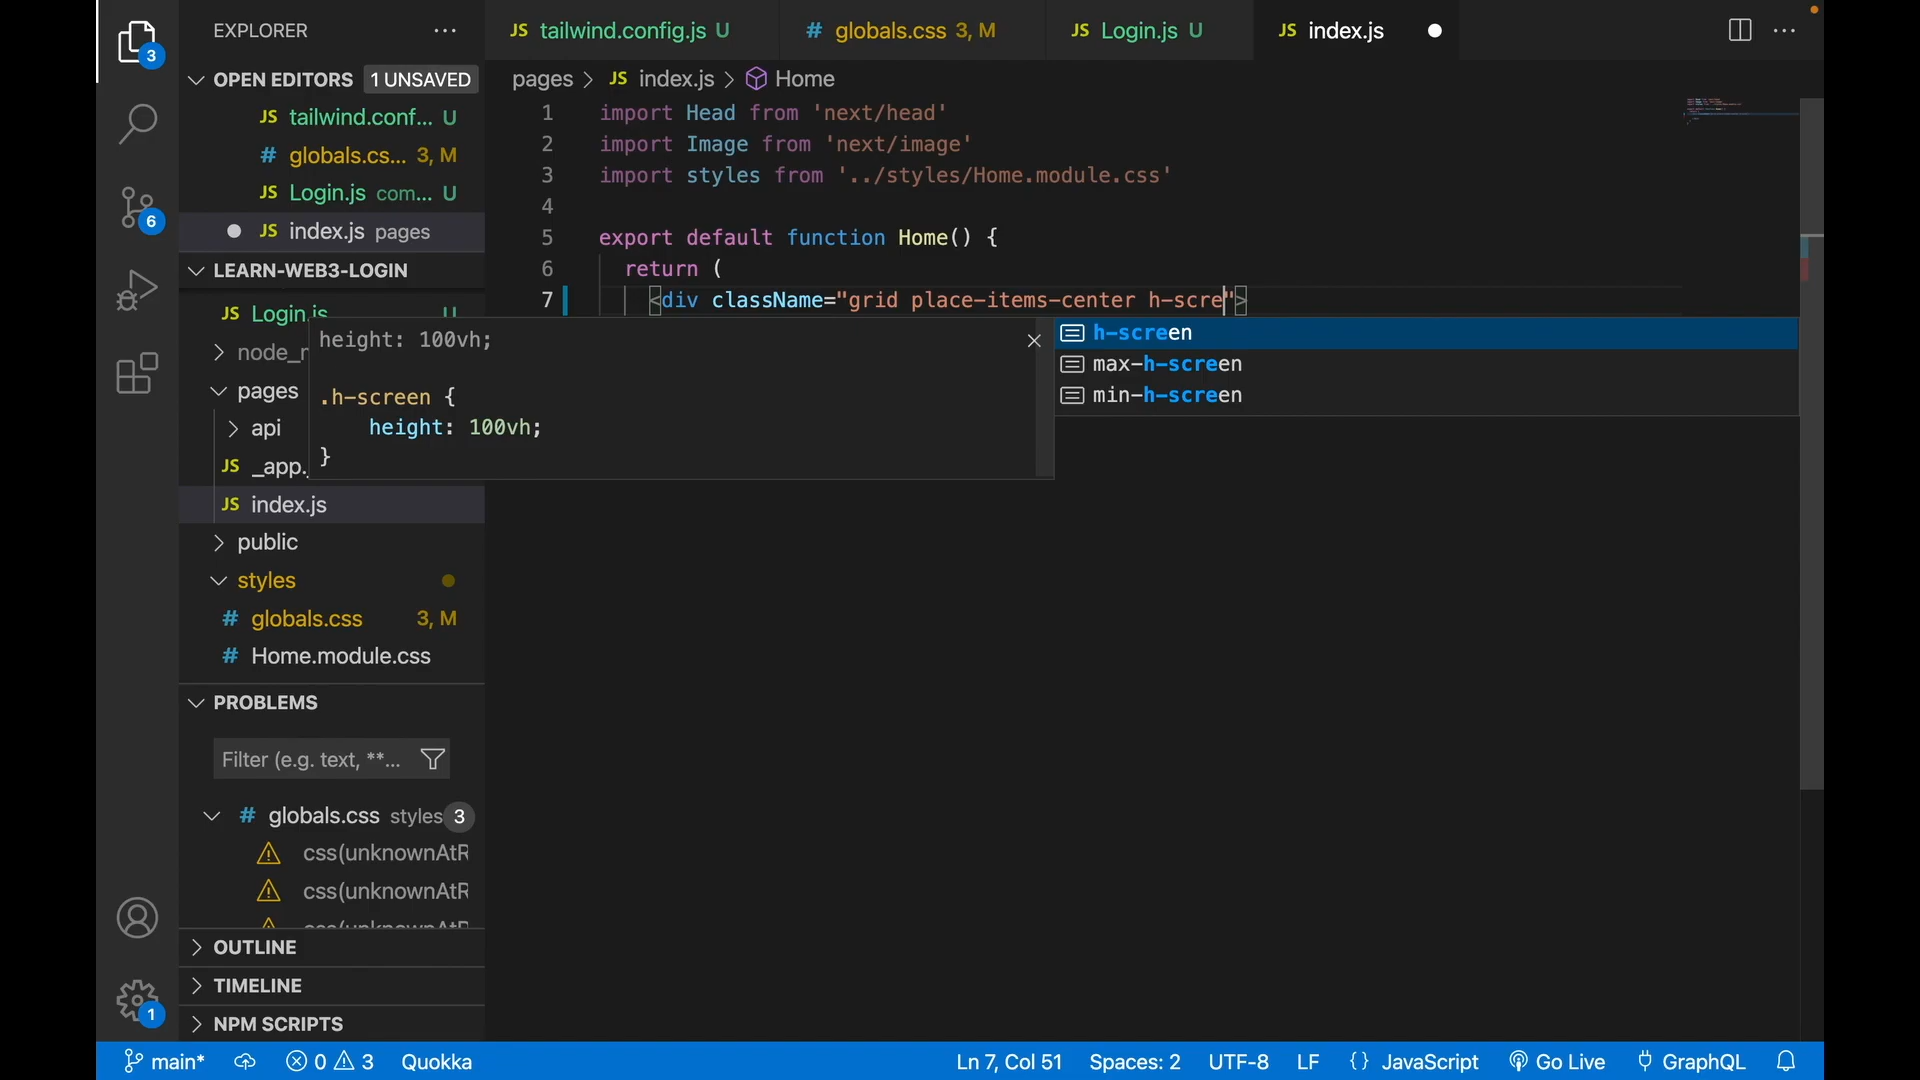 EXPLORER
OPEN EDITORS 1 UNSAVED
JS tailwind.conf... U
# globals.cs... 3, M
JS Login.js com... U
JS index.js pages
LEARN-WEB3-LOGIN
JS Login.js U
pages
api
JS _app.
JS index.js
public
styles
# globals.css 3, M
# Home.module.css
PROBLEMS
Filter (e.g. text, **...
# globals.css styles 3
css(unknownAtR
css(unknownAtR
css(unknownAtR
OUTLINE
TIMELINE
NPM SCRIPTS
3
6
1
JS tailwind.config.js U
# globals.css 3, M
JS Login.js U
JS index.js
pages > JS index.js > Home
1 import Head from 'next/head'
2 import Image from 'next/image'
3 import styles from '../styles/Home.module.css'
4
5 export default function Home() {
6 return (
7 <div className="grid place-items-center h-scre">
height: 100vh;
.h-screen {
height: 100vh;
}
h-screen
max-h-screen
min-h-screen
main* 0 3 Quokka Ln 7, Col 51 Spaces: 2 UTF-8 LF {} JavaScript Go Live GraphQL